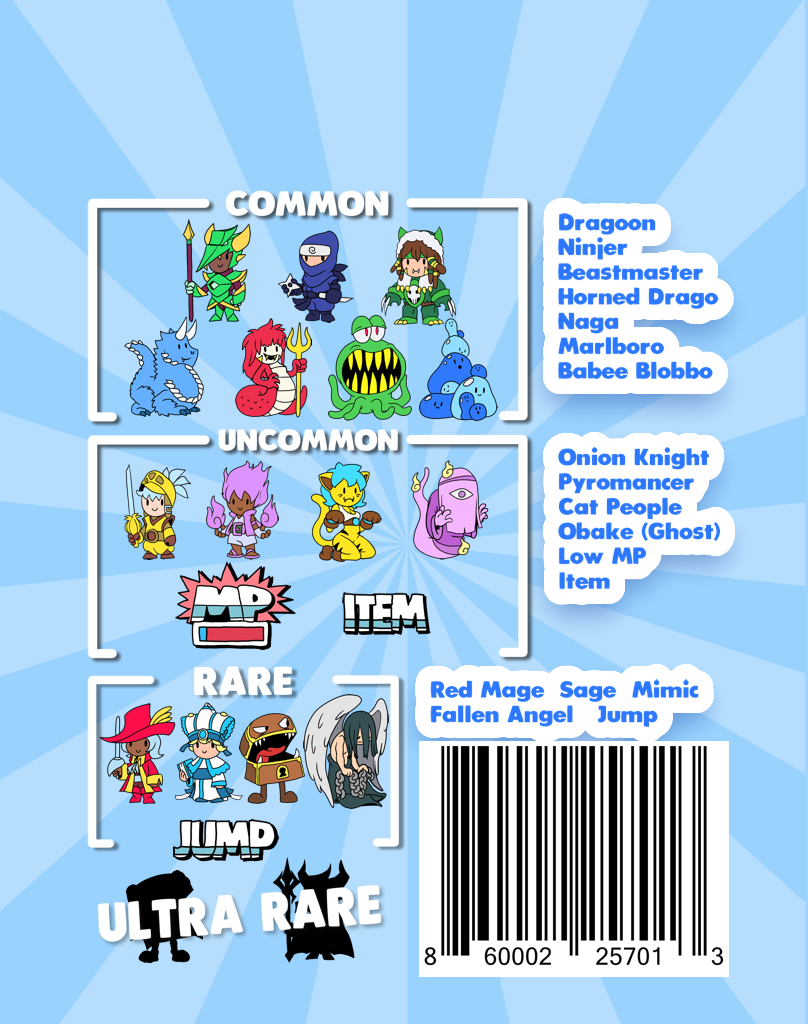 COMMON
Dragoon
Ninjer
Beastmaster
Horned Drago
Naga
Marlboro
Babee Blobbo
UNCOMMON
Onion Knight
Pyromancer
Cat People
Obake (Ghost)
Low MP
Item
MP
ITEM
RARE
Red Mage Sage Mimic
Fallen Angel Jump
JUMP
ULTRA RARE
8 60002 25701 3